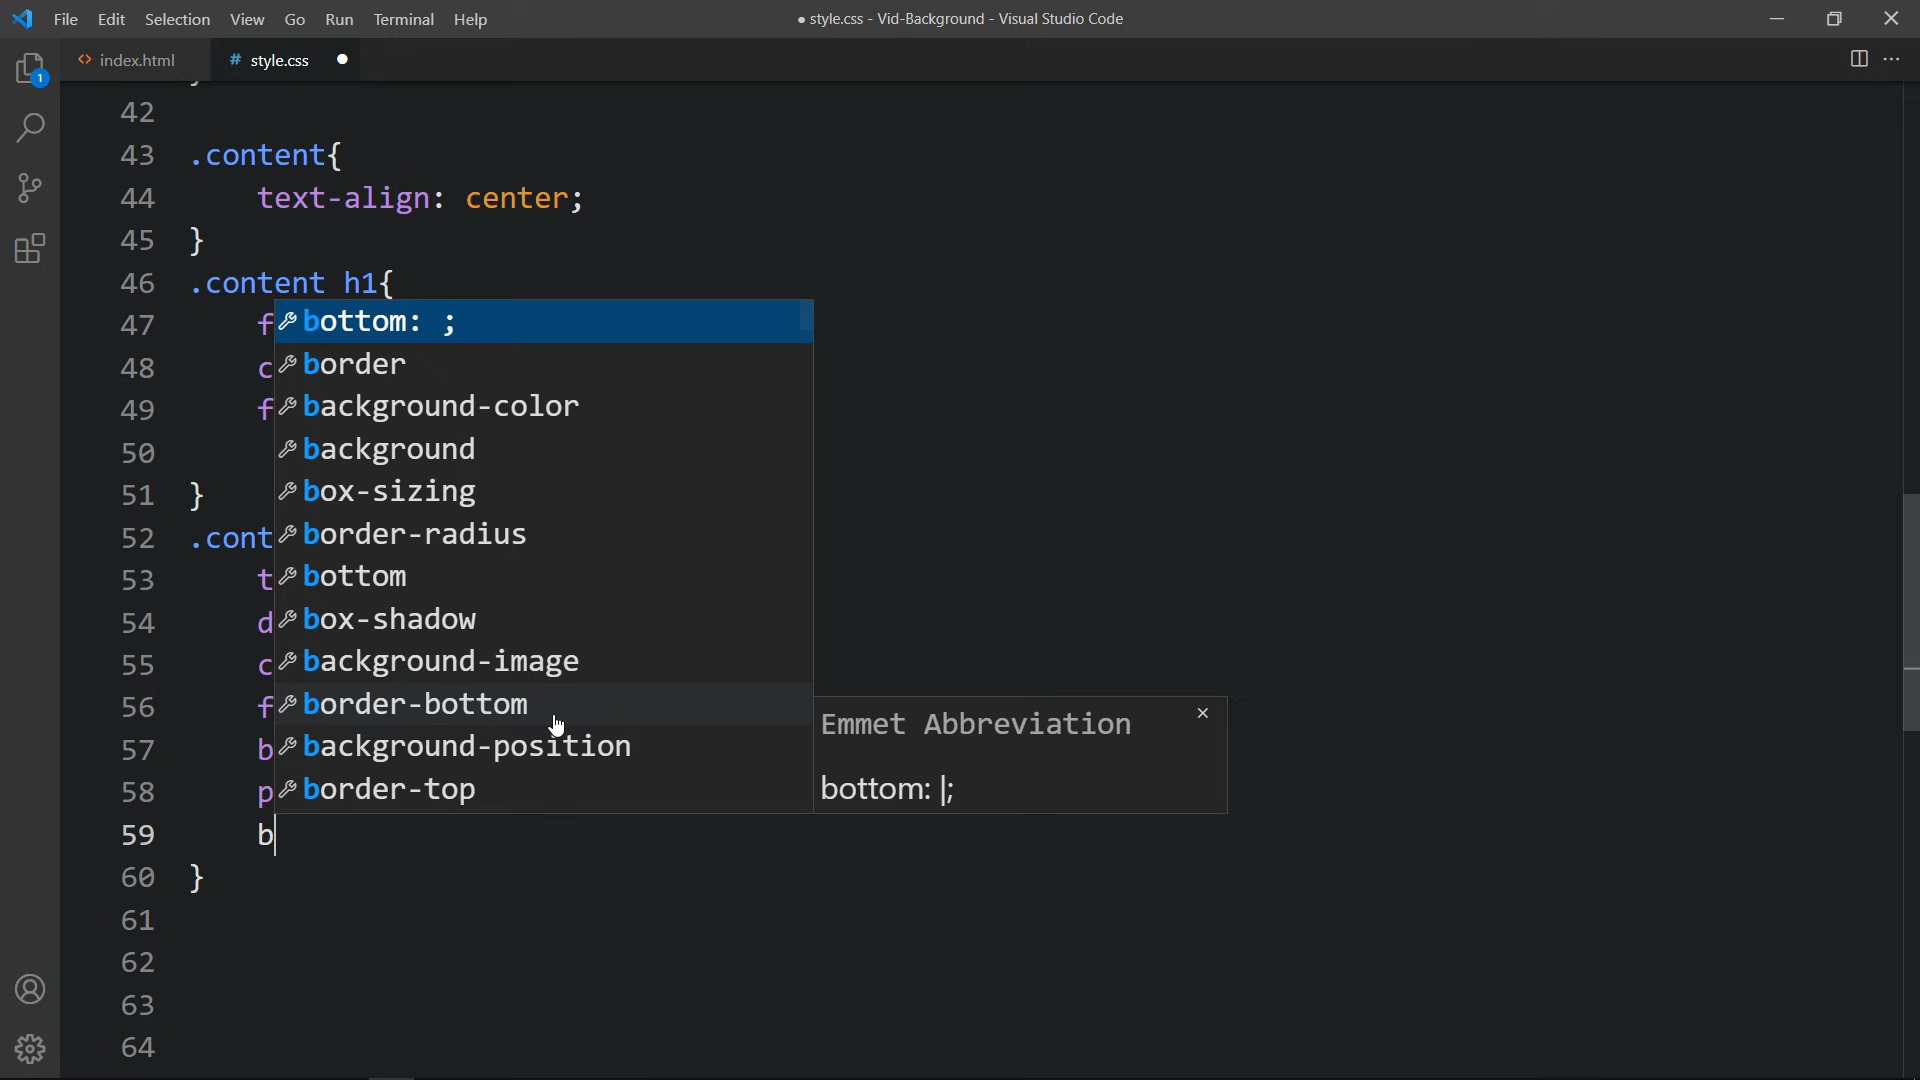 File Edit Selection View Go Run Terminal Help
● style.css - Vid-Background - Visual Studio Code
<> index.html
# style.css ●
1
42
43 .content{
44 text-align: center;
45 }
46 .content h1{
47 f
48 c
49 f
50
51 }
52 .cont
53 t
54 d
55 c
56 f
57 b
58 p
59 b
60 }
61
62
63
64
bottom: ;
border
background-color
background
box-sizing
border-radius
bottom
box-shadow
background-image
border-bottom
background-position
border-top
Emmet Abbreviation
bottom: |;